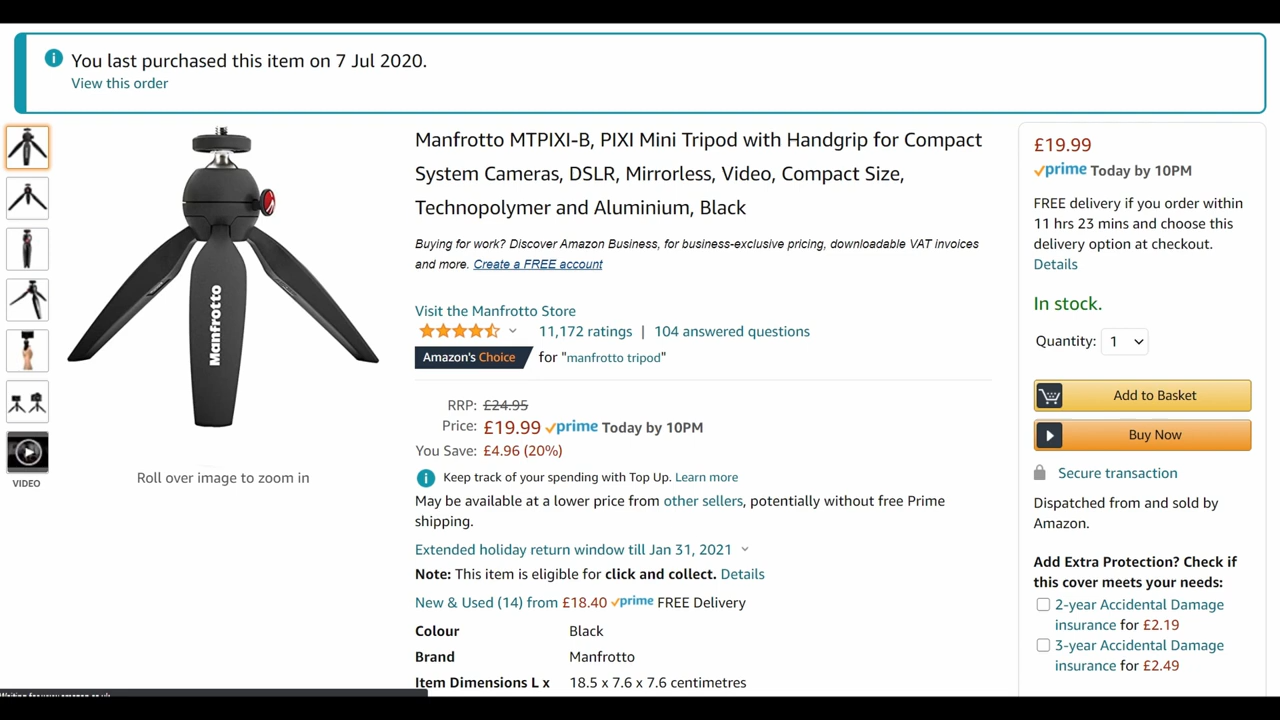 You last purchased this item on 7 Jul 2020.
View this order
Manfrotto MTPIXI-B, PIXI Mini Tripod with Handgrip for Compact
System Cameras, DSLR, Mirrorless, Video, Compact Size,
Technopolymer and Aluminium, Black
Buying for work? Discover Amazon Business, for business-exclusive pricing, downloadable VAT invoices
and more. Create a FREE account
Visit the Manfrotto Store
11,172 ratings | 104 answered questions
Amazon's Choice for "manfrotto tripod"
RRP: £24.95
Price: £19.99 prime Today by 10PM
You Save: £4.96 (20%)
Keep track of your spending with Top Up. Learn more
May be available at a lower price from other sellers, potentially without free Prime
shipping.
Extended holiday return window till Jan 31, 2021
Note: This item is eligible for click and collect. Details
New & Used (14) from £18.40 prime FREE Delivery
Colour Black
Brand Manfrotto
Item Dimensions L x 18.5 x 7.6 x 7.6 centimetres
Manfrotto
Roll over image to zoom in
VIDEO
£19.99
prime Today by 10PM
FREE delivery if you order within
11 hrs 23 mins and choose this
delivery option at checkout.
Details
In stock.
Quantity: 1
Add to Basket
Buy Now
Secure transaction
Dispatched from and sold by
Amazon.
Add Extra Protection? Check if
this cover meets your needs:
2-year Accidental Damage
insurance for £2.19
3-year Accidental Damage
insurance for £2.49